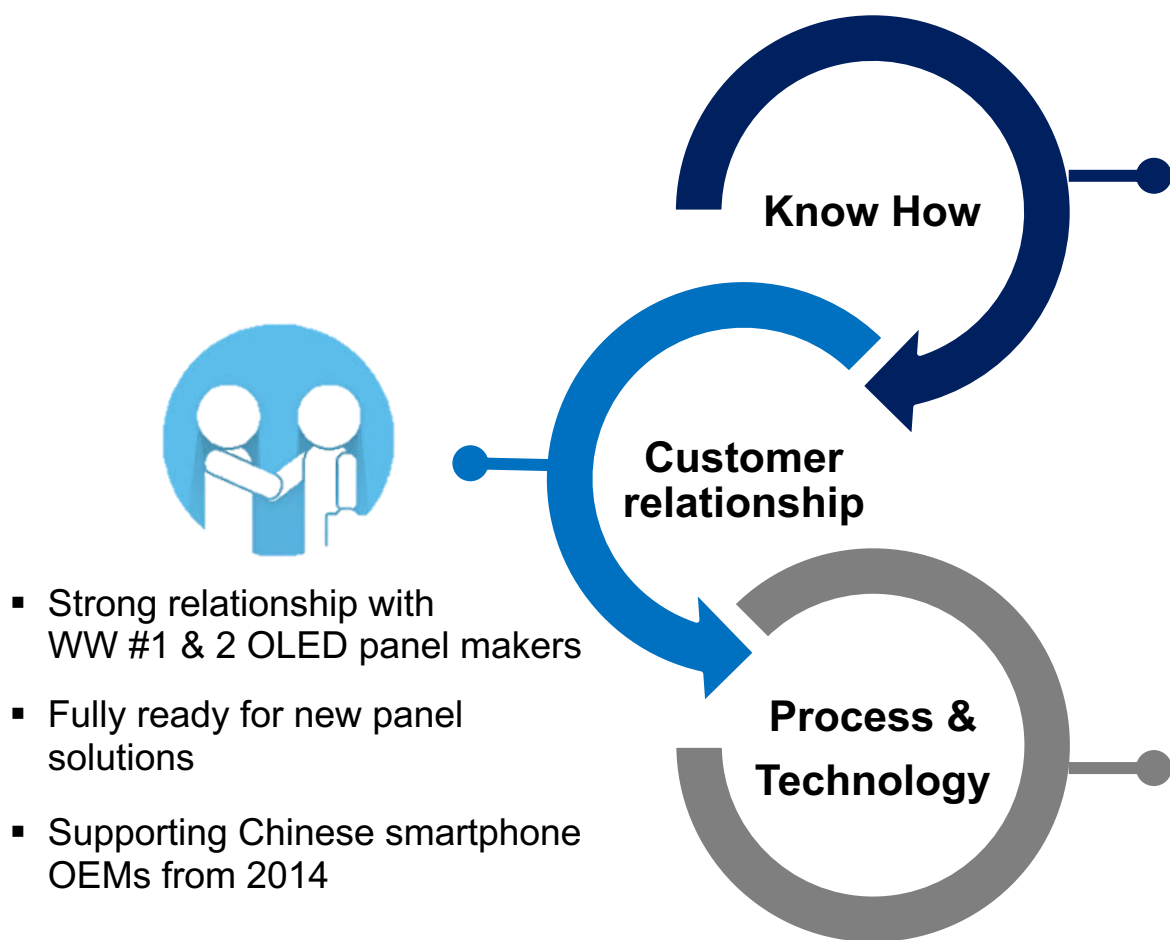 Know How
Customer
relationship
▪ Strong relationship with
WW #1 & 2 OLED panel makers
▪ Fully ready for new panel
solutions
▪ Supporting Chinese smartphone
OEMs from 2014
Process &
Technology